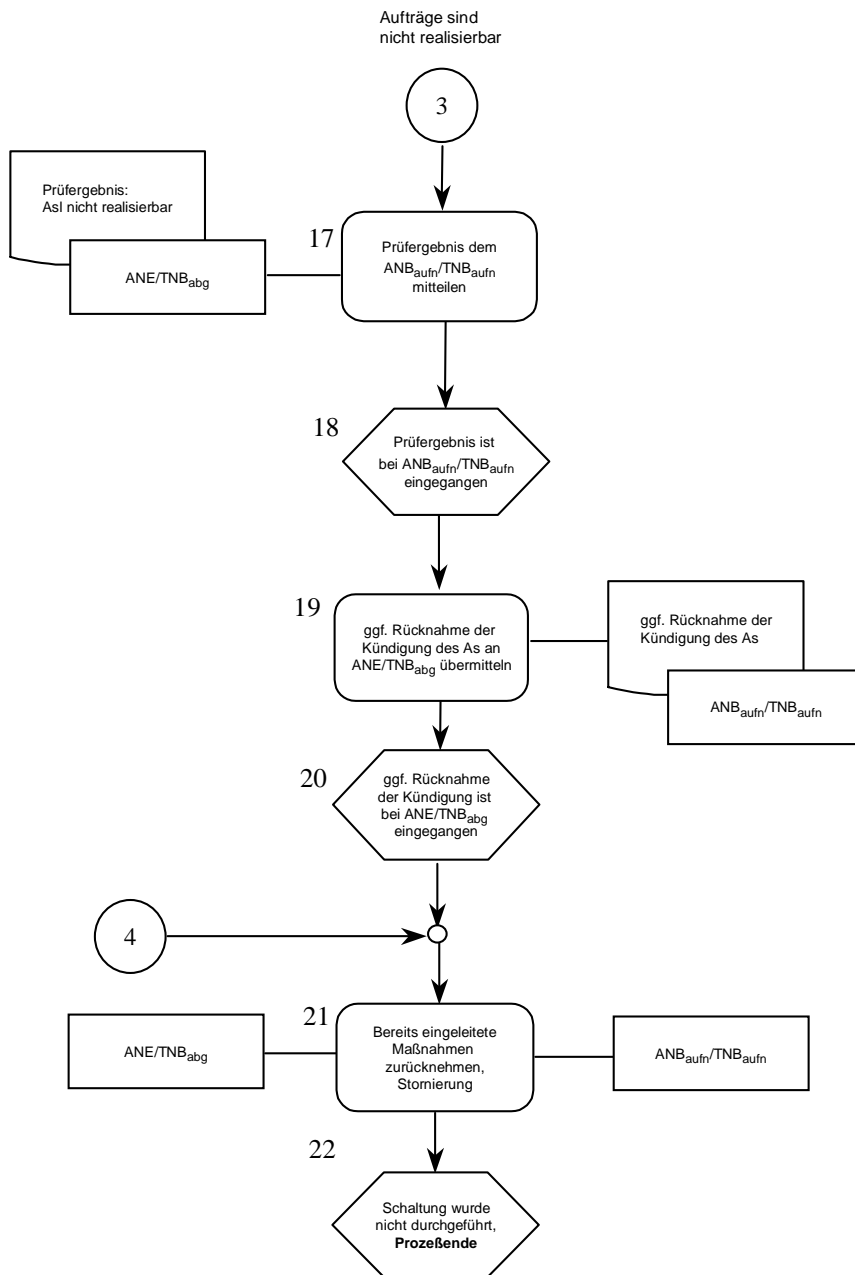 Aufträge sind
nicht realisierbar
3
Prüfergebnis:
Asl nicht realisierbar
ANE/TNBabg
17
Prüfergebnis dem
ANBaufn/TNBaufn
mitteilen
18
Prüfergebnis ist
bei ANBaufn/TNBaufn
eingegangen
19
ggf. Rücknahme der
Kündigung des As an
ANE/TNBabg übermitteln
ggf. Rücknahme der
Kündigung des As
ANBaufn/TNBaufn
20
ggf. Rücknahme
der Kündigung ist
bei ANE/TNBabg
eingegangen
4
21
ANE/TNBabg
Bereits eingeleitete
Maßnahmen
zurücknehmen,
Stornierung
ANBaufn/TNBaufn
22
Schaltung wurde
nicht durchgeführt,
Prozeßende